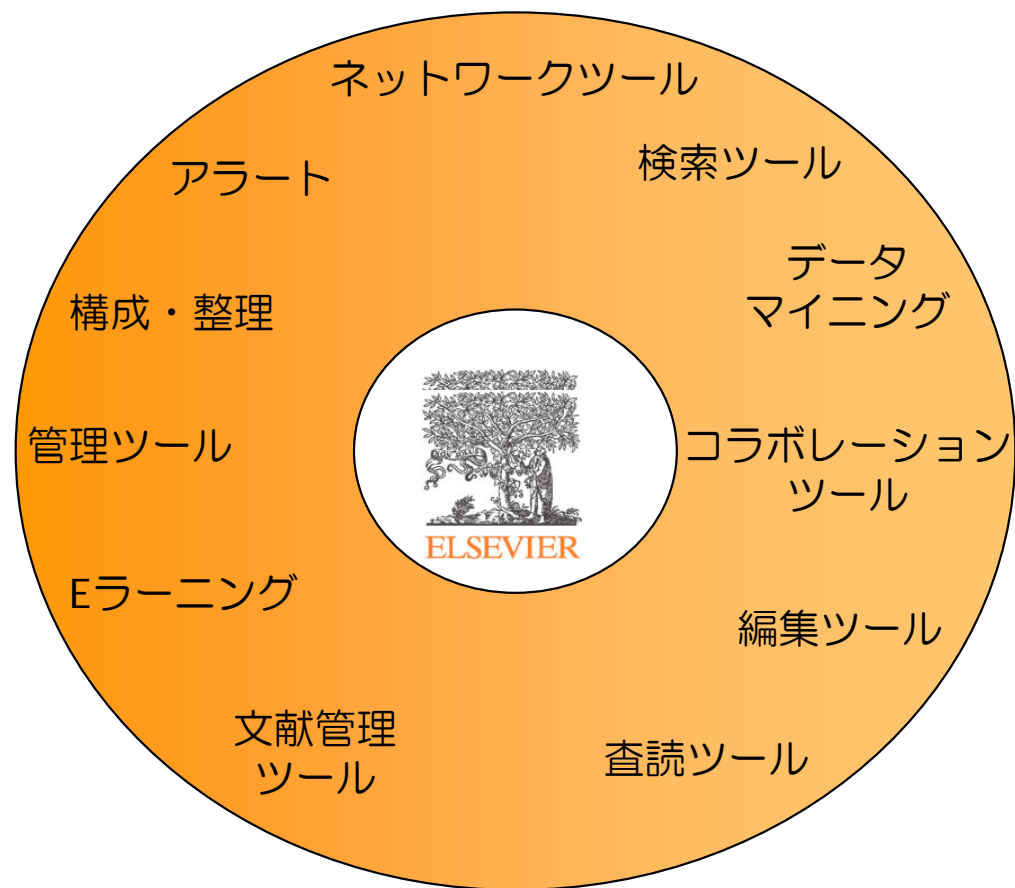 ネットワークツール
検索ツール
アラート
データ
マイニング
構成・整理
コラボレーション
ツール
管理ツール
ELSEVIER
Eラーニング
編集ツール
文献管理
ツール
査読ツール